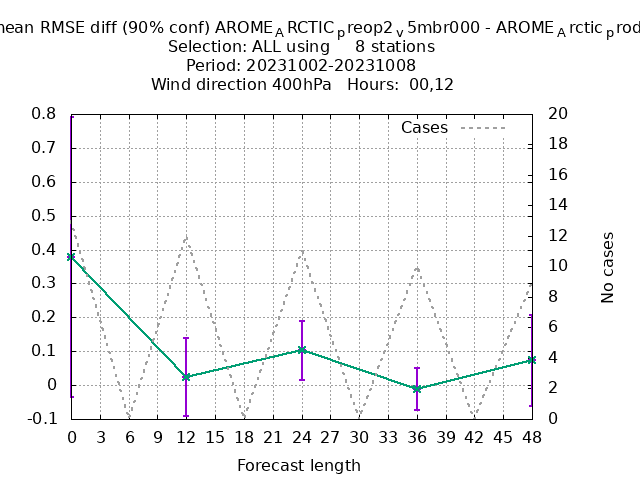 nean RMSE diff (90% conf) AROME_ARCTIC_preop2_v5mbr000 - AROME_Arctic_prod
Selection: ALL using 8 stations
Period: 20231002-20231008
Wind direction 400hPa Hours: 00,12
Cases
0.8
0.7
0.6
0.5
0.4
0.3
0.2
0.1
0
-0.1
20
18
16
14
12
10
8
6
4
2
0
No cases
0 3 6 9 12 15 18 21 24 27 30 33 36 39 42 45 48
Forecast length